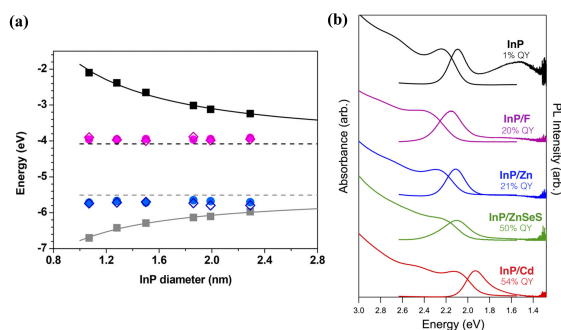 (a)
-2
-3
-4
-5
-6
-7
Energy (eV)
0.8 1.2 1.6 2.0 2.4 2.8
InP diameter (nm)
(b)
Absorbance (arb.)
PL Intensity (arb.)
InP
1% QY
InP/F
20% QY
InP/Zn
21% QY
InP/ZnSeS
50% QY
InP/Cd
54% QY
3.0 2.8 2.6 2.4 2.2 2.0 1.8 1.6 1.4
Energy (eV)